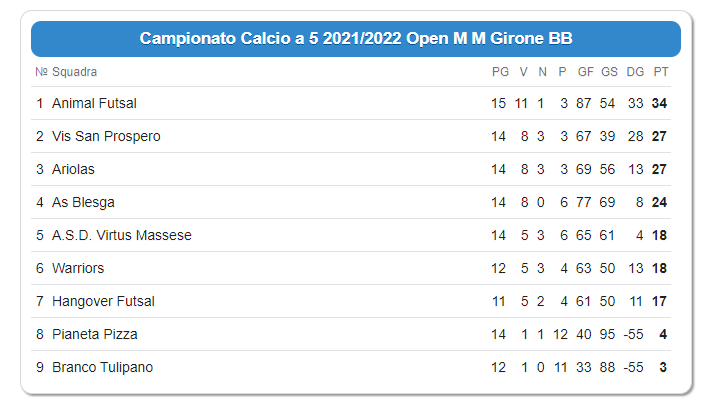 Campionato Calcio a 5 2021/2022 Open M M Girone BB
№ Squadra PG V N P GF GS DG PT
1 Animal Futsal 15 11 1 3 87 54 33 34
2 Vis San Prospero 14 8 3 3 67 39 28 27
3 Ariolas 14 8 3 3 69 56 13 27
4 As Blesga 14 8 0 6 77 69 8 24
5 A.S.D. Virtus Massese 14 5 3 6 65 61 4 18
6 Warriors 12 5 3 4 63 50 13 18
7 Hangover Futsal 11 5 2 4 61 50 11 17
8 Pianeta Pizza 14 1 1 12 40 95 -55 4
9 Branco Tulipano 12 1 0 11 33 88 -55 3